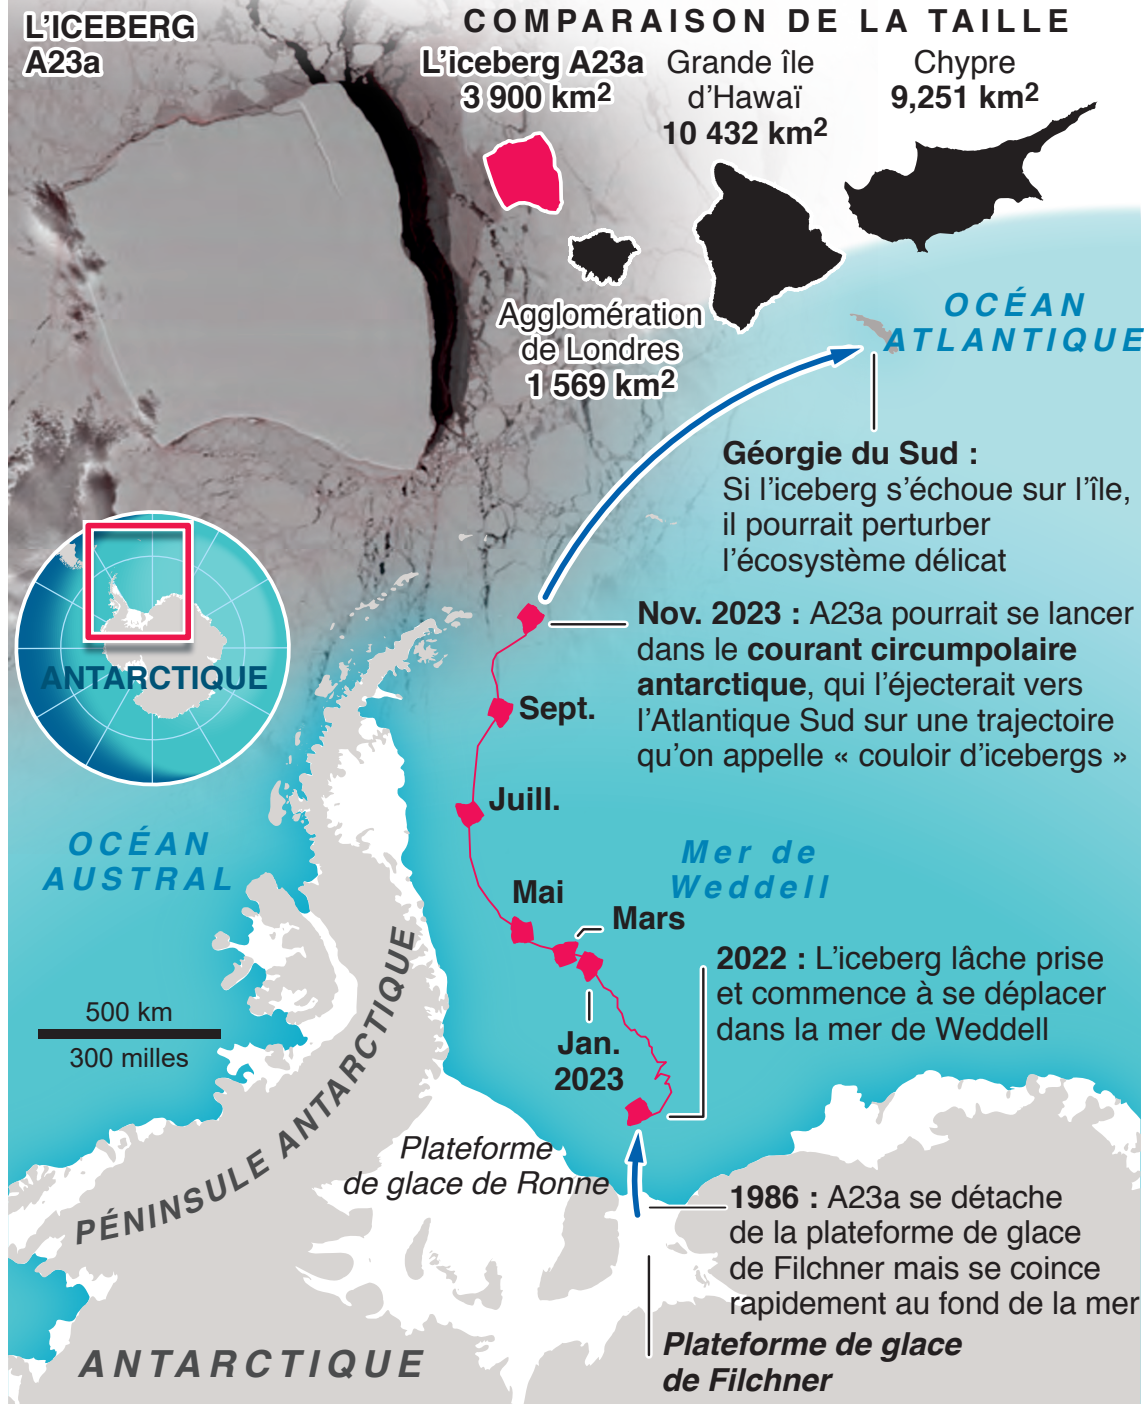 L'ICEBERG
A23a
COMPARAISON DE LA TAILLE
L'iceberg A23a
3 900 km²
Grande île
d'Hawaï
10 432 km²
Chypre
9,251 km²
Agglomération
de Londres
1 569 km²
OCÉAN
ATLANTIQUE
Géorgie du Sud :
Si l'iceberg s'échoue sur l'île,
il pourrait perturber
l'écosystème délicat
ANTARCTIQUE
Nov. 2023 : A23a pourrait se lancer
dans le courant circumpolaire
antarctique, qui l'éjecterait vers
l'Atlantique Sud sur une trajectoire
qu'on appelle « couloir d'icebergs »
Sept.
Juill.
OCÉAN
AUSTRAL
Mer de
Weddell
Mai
Mars
2022 : L'iceberg lâche prise
et commence à se déplacer
dans la mer de Weddell
500 km
300 milles
Jan.
2023
PÉNINSULE ANTARCTIQUE
Plateforme
de glace de Ronne
1986 : A23a se détache
de la plateforme de glace
de Filchner mais se coince
rapidement au fond de la mer
Plateforme de glace
de Filchner
ANTARCTIQUE